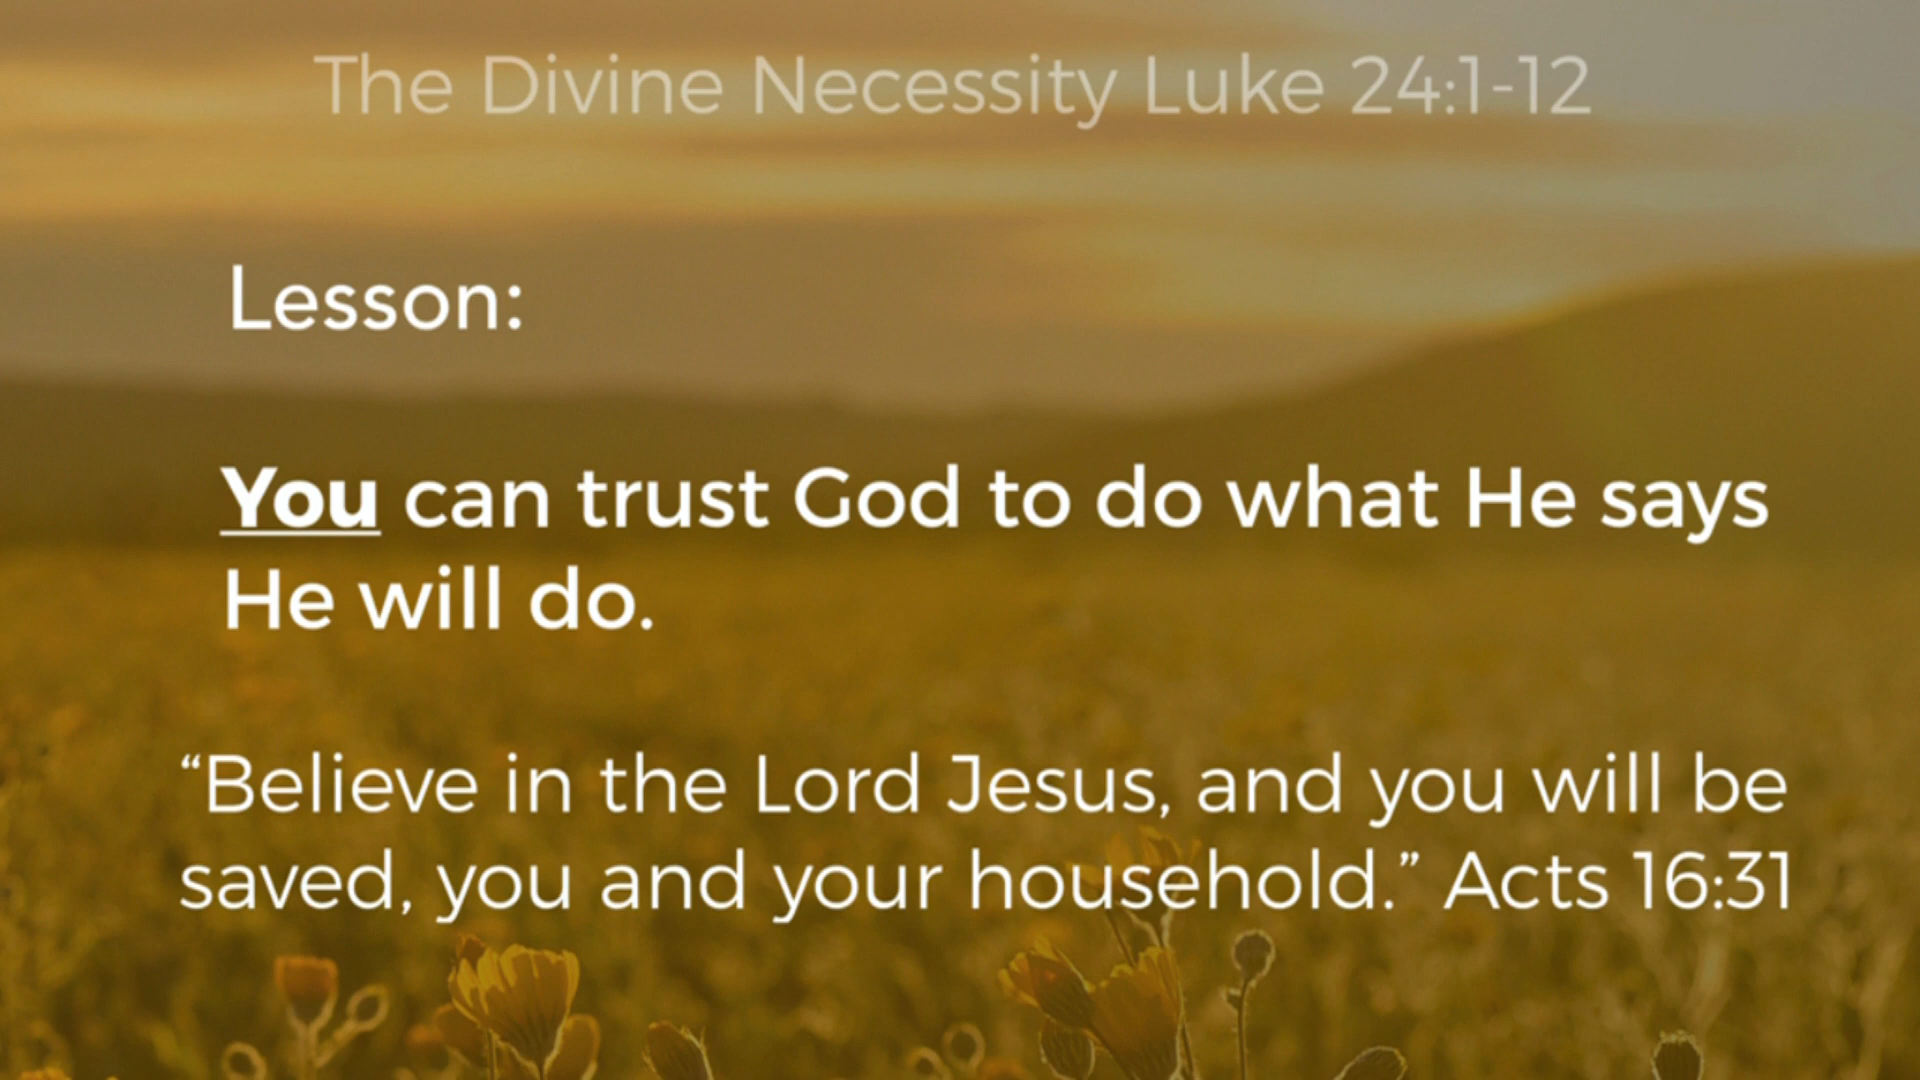 The Divine Necessity Luke 24:1-12
Lesson:
You can trust God to do what He says
He will do.
“Believe in the Lord Jesus, and you will be
saved, you and your household.” Acts 16:31